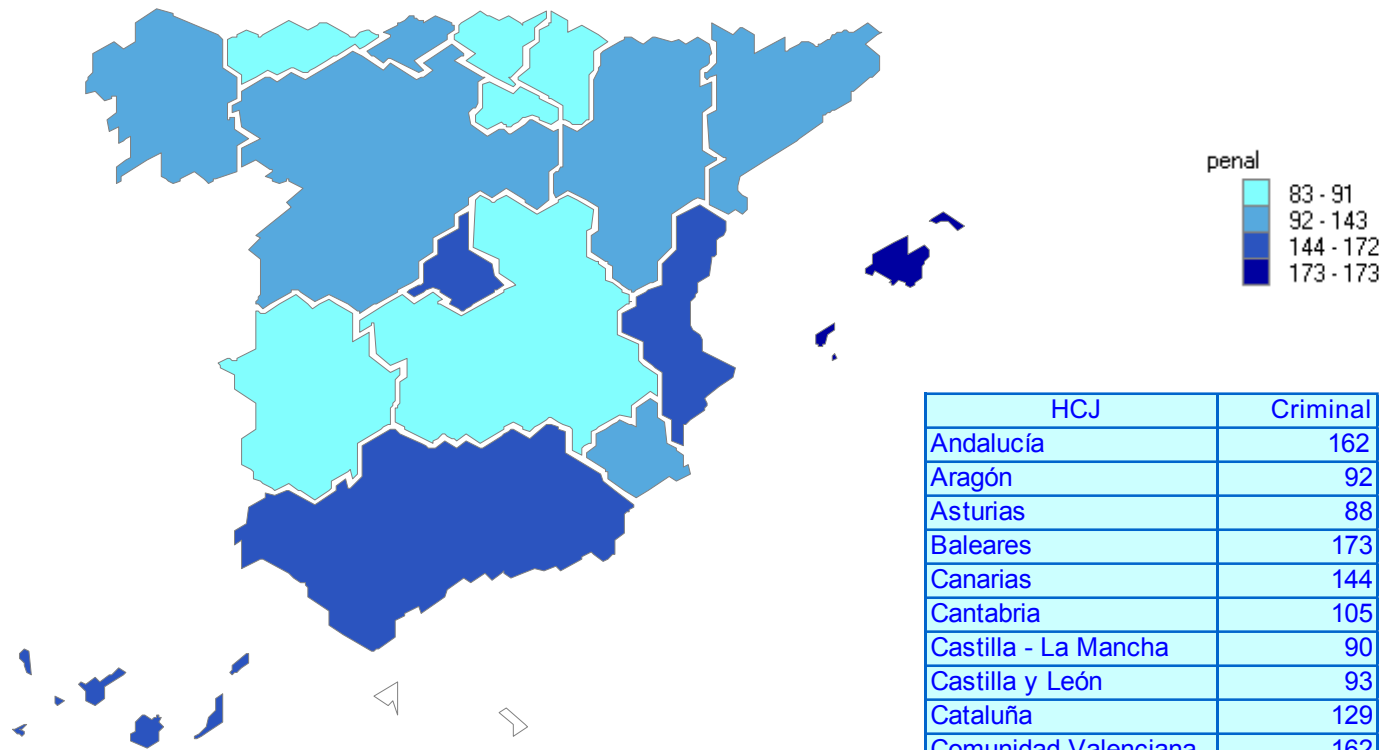 penal
83 - 91
92 - 143
144 - 172
173 - 173
HCJ Criminal
Andalucía 162
Aragón 92
Asturias 88
Baleares 173
Canarias 144
Cantabria 105
Castilla - La Mancha 90
Castilla y León 93
Cataluña 129
Comunidad Valenciana 162